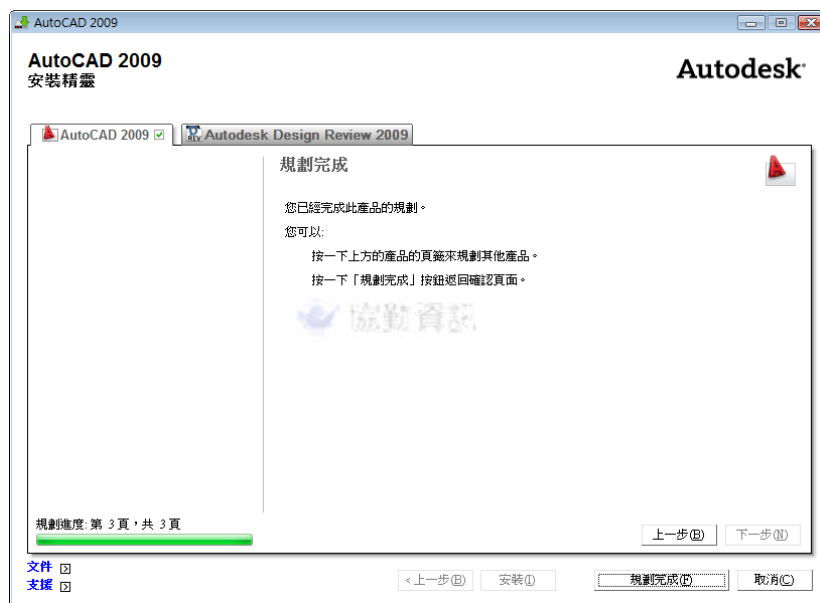 AutoCAD 2009
AutoCAD 2009
安裝精靈
Autodesk
AutoCAD 2009
REV Autodesk Design Review 2009
規劃完成
您已經完成此產品的規劃。
您可以:
按一下上方的產品的頁籤來規劃其他產品。
按一下「規劃完成」按鈕返回確認頁面。
協勤資訊
規劃進度: 第 3 頁，共 3 頁
上一步(B)
下一步(N)
文件
支援
<上一步(B)
安裝(I)
規劃完成(F)
取消(C)